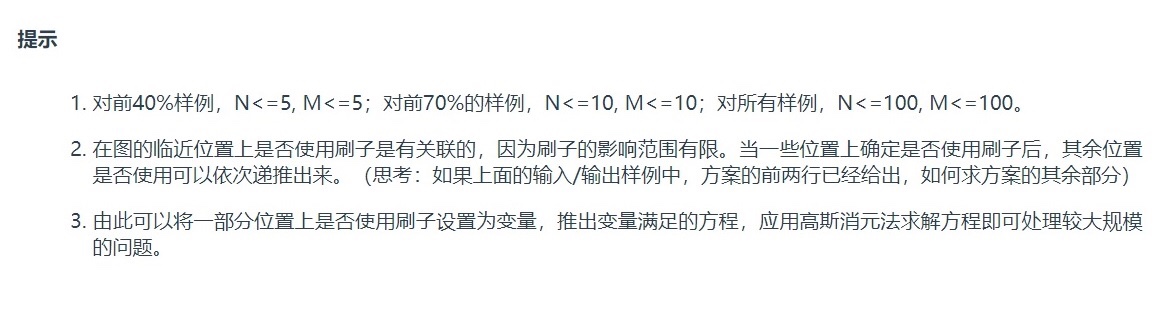 提示
1. 对前40%样例，N<=5, M<=5；对前70%的样例，N<=10, M<=10；对所有样例，N<=100, M<=100。
2. 在图的临近位置上是否使用刷子是有关联的，因为刷子的影响范围有限。当一些位置上确定是否使用刷子后，其余位置
是否使用可以依次递推出来。（思考：如果上面的输入/输出样例中，方案的前两行已经给出，如何求方案的其余部分）
3. 由此可以将一部分位置上是否使用刷子设置为变量，推出变量满足的方程，应用高斯消元法求解方程即可处理较大规模
的问题。